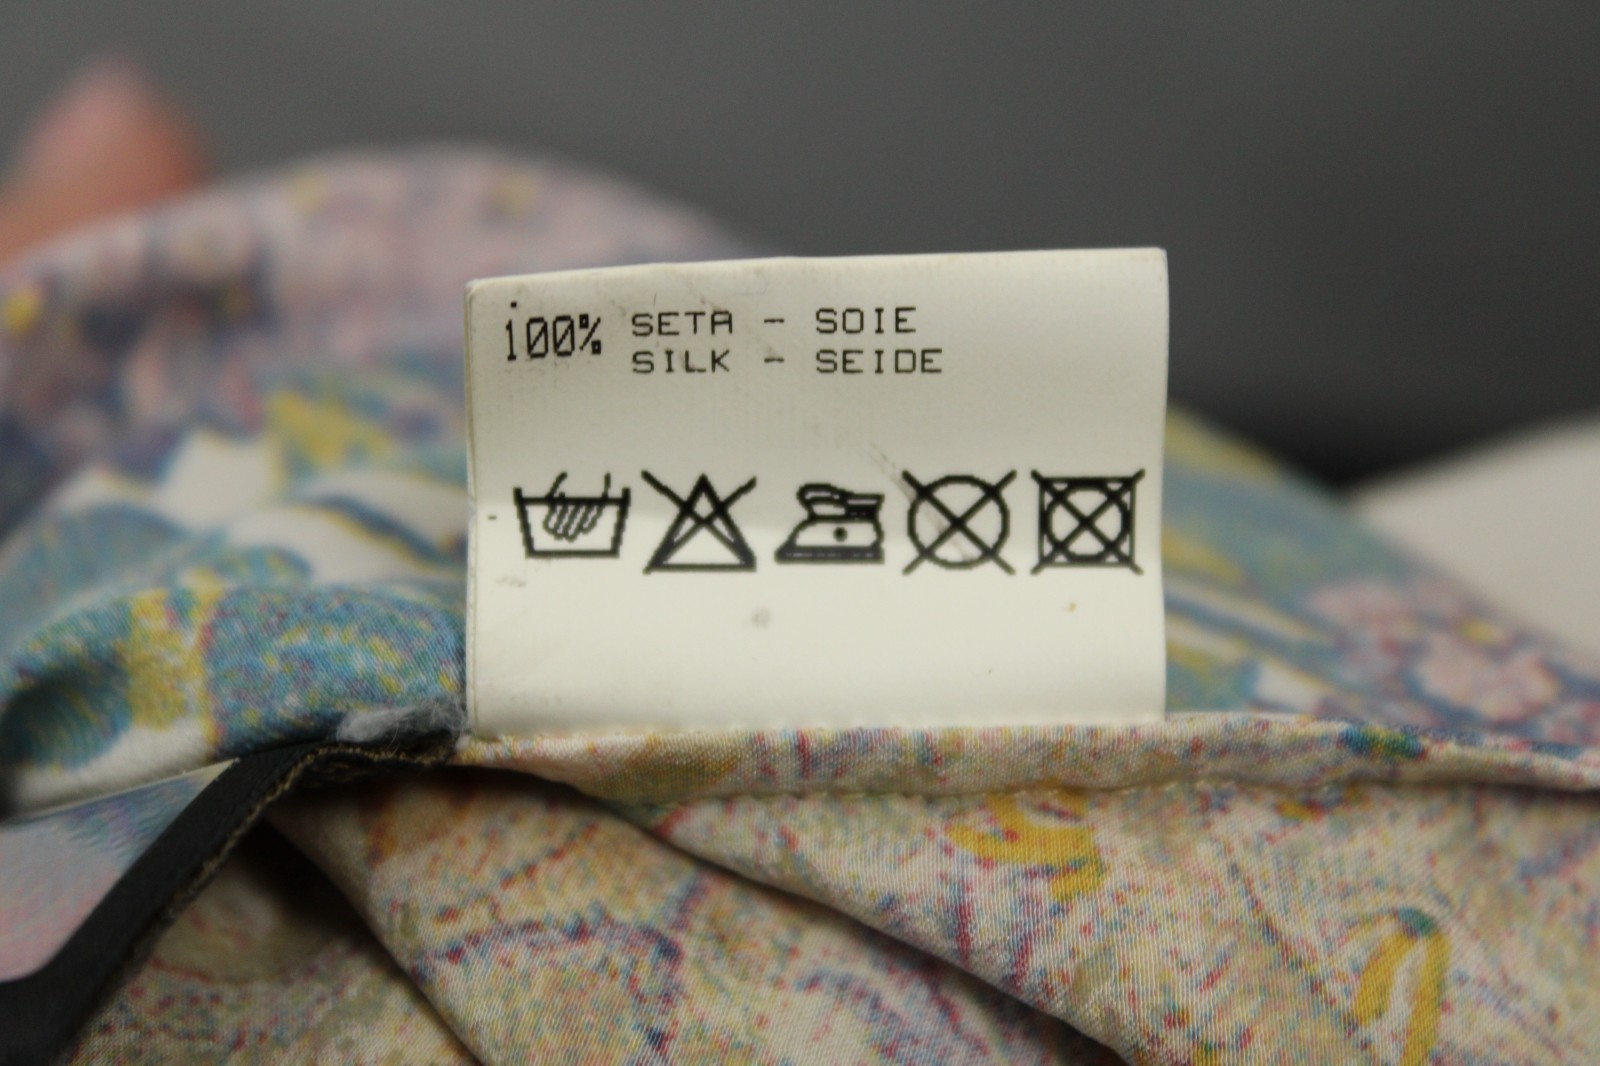 100% SETA - SOIE
SILK - SEIDE